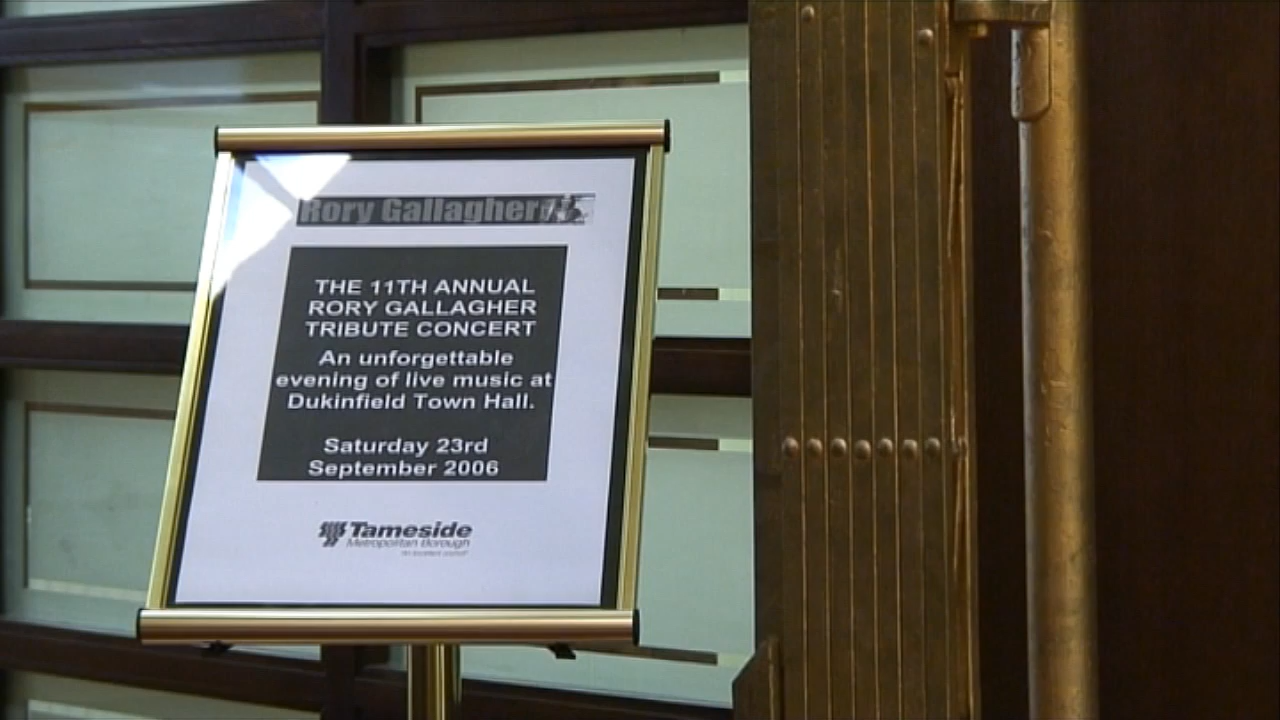 Rory Gallagher
THE 11TH ANNUAL
RORY GALLAGHER
TRIBUTE CONCERT
An unforgettable
evening of live music at
Dukinfield Town Hall.
Saturday 23rd
September 2006
Tameside
Metropolitan Borough